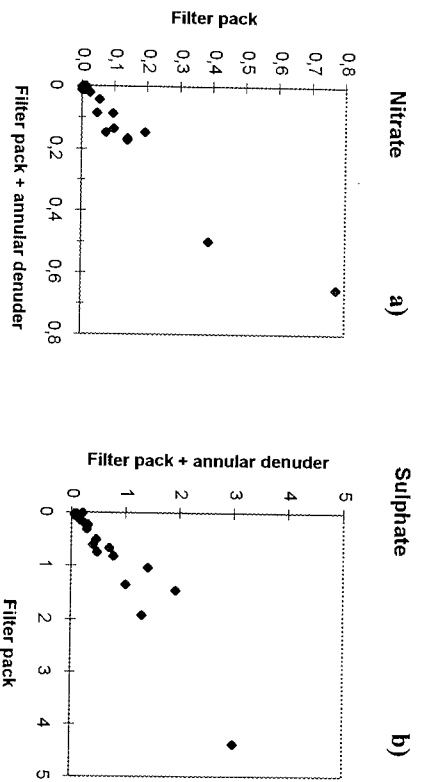 Nitrate
a)
Filter pack
0,8
0,7
0,6
0,5
0,4
0,3
0,2
0,1
0,0
0 0,2 0,4 0,6 0,8
Filter pack + annular denuder
Sulphate
b)
Filter pack + annular denuder
5
3
2
1
0
0 1 2 3 4 5
Filter pack